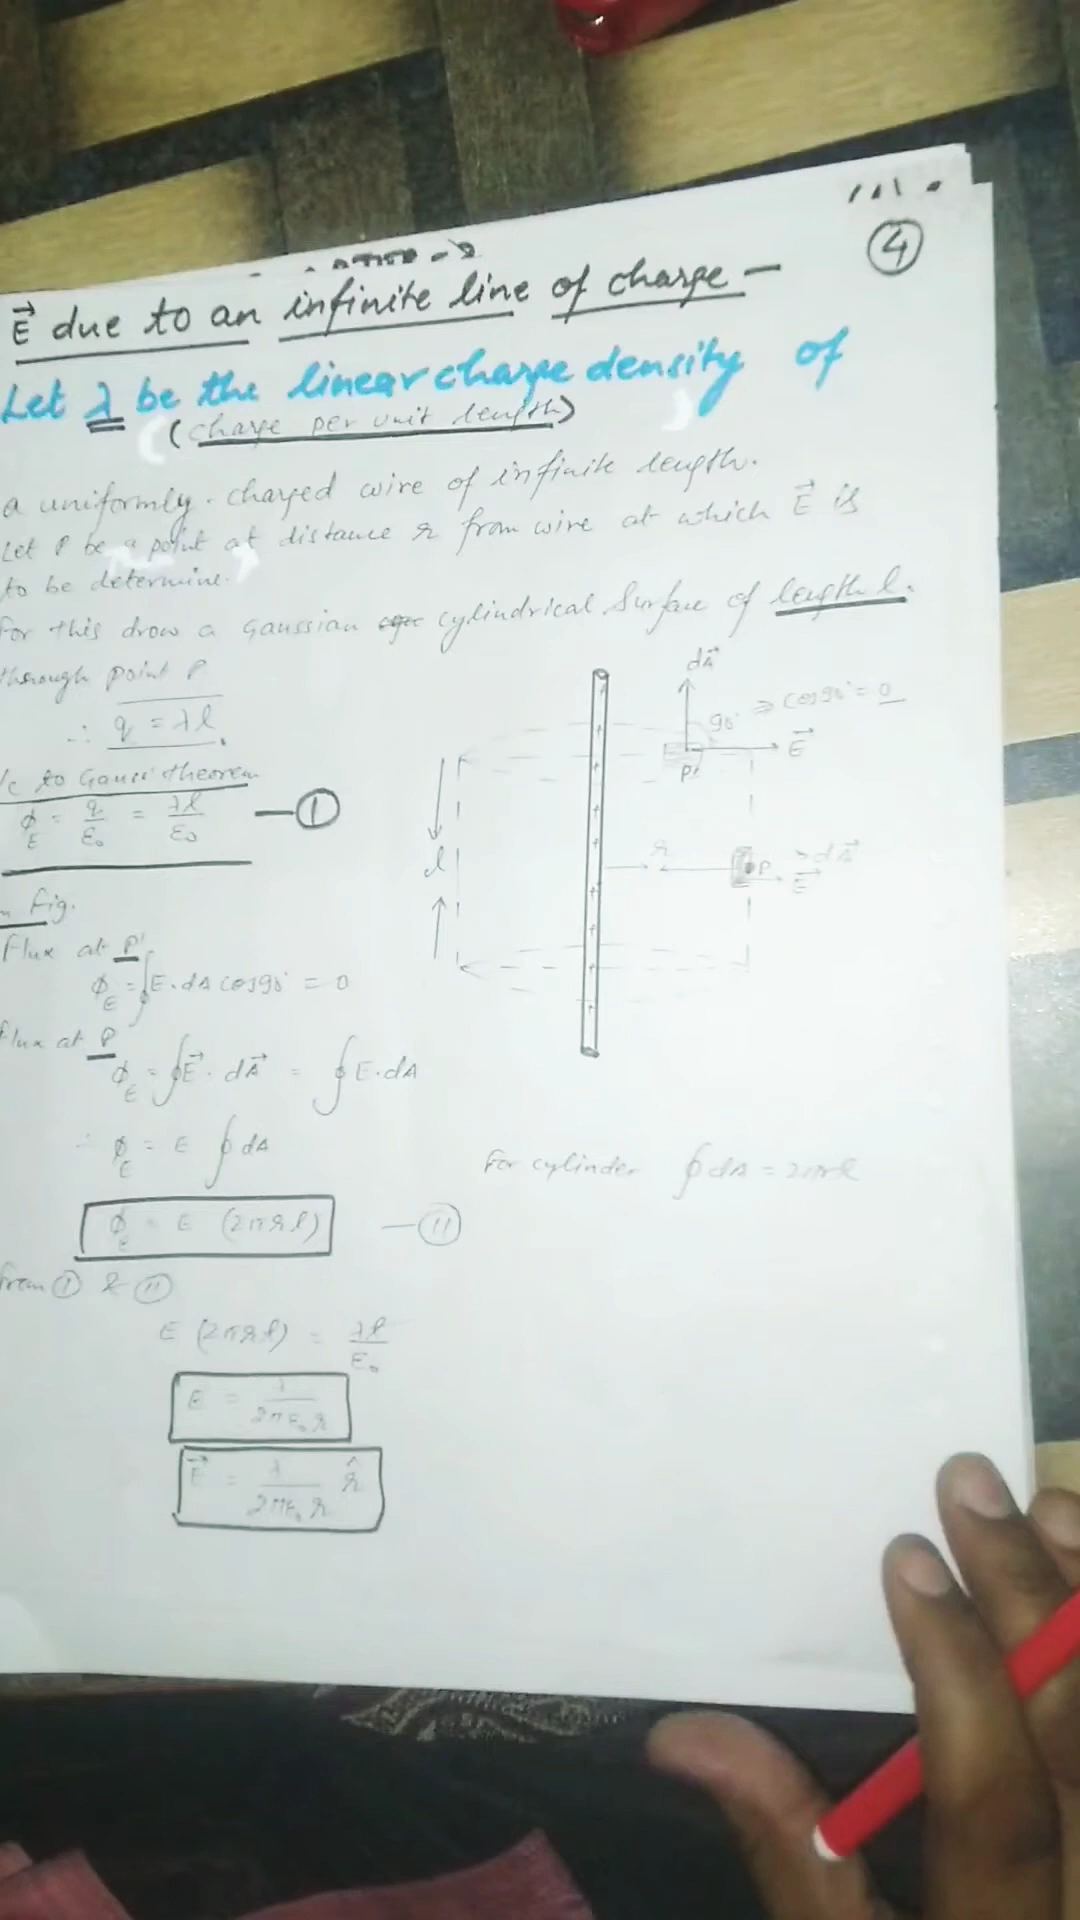 ④
E⃗ due to an infinite line of charge —
Let λ be the linear charge density of
(charge per unit length)
a uniformly charged wire of infinite length.
Let P be a point at distance r from wire at which E⃗ is
to be determine.
For this draw a Gaussian cylindrical Surface of length l.
through point P
∴ q = λl
/c to Gauss' theorem
ϕ_E = q/ε₀ = λl/ε₀ — ①
dA⃗
90° ⇒ cos90° = 0
E⃗
P'
l
r
P
dA⃗
E⃗
Fig.
Flux at P'
ϕ_E = ∮E.dA cos90° = 0
Flux at P
ϕ_E = ∮E⃗.dA⃗ = ∮E.dA
∴ ϕ_E = E ∮dA
For cylinder ∮dA = 2πrl
ϕ_E = E (2πrl) — ⑪
From ① & ⑪
E (2πrl) = λl/ε₀
E = λ/2πε₀r
E⃗ = λ/2πε₀r r̂